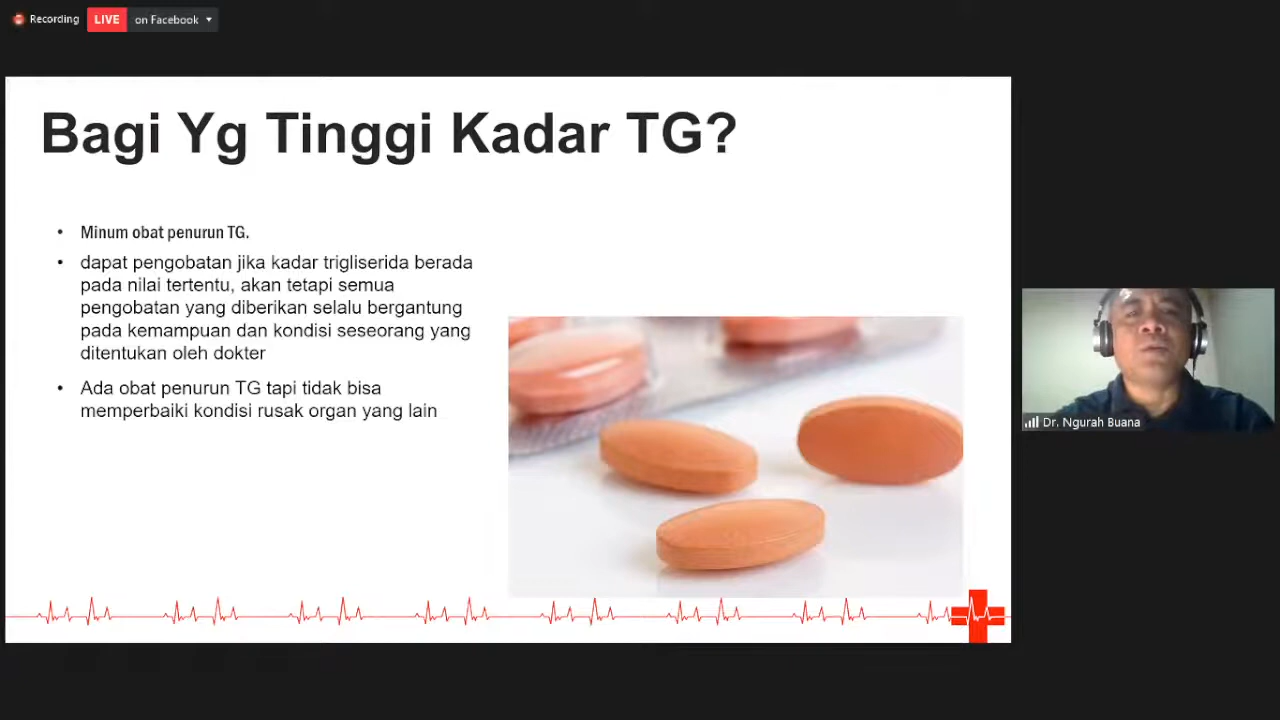 Recording
LIVE on Facebook
Bagi Yg Tinggi Kadar TG?
• Minum obat penurun TG.
• dapat pengobatan jika kadar trigliserida berada
pada nilai tertentu, akan tetapi semua
pengobatan yang diberikan selalu bergantung
pada kemampuan dan kondisi seseorang yang
ditentukan oleh dokter
• Ada obat penurun TG tapi tidak bisa
memperbaiki kondisi rusak organ yang lain
Dr. Ngurah Buana